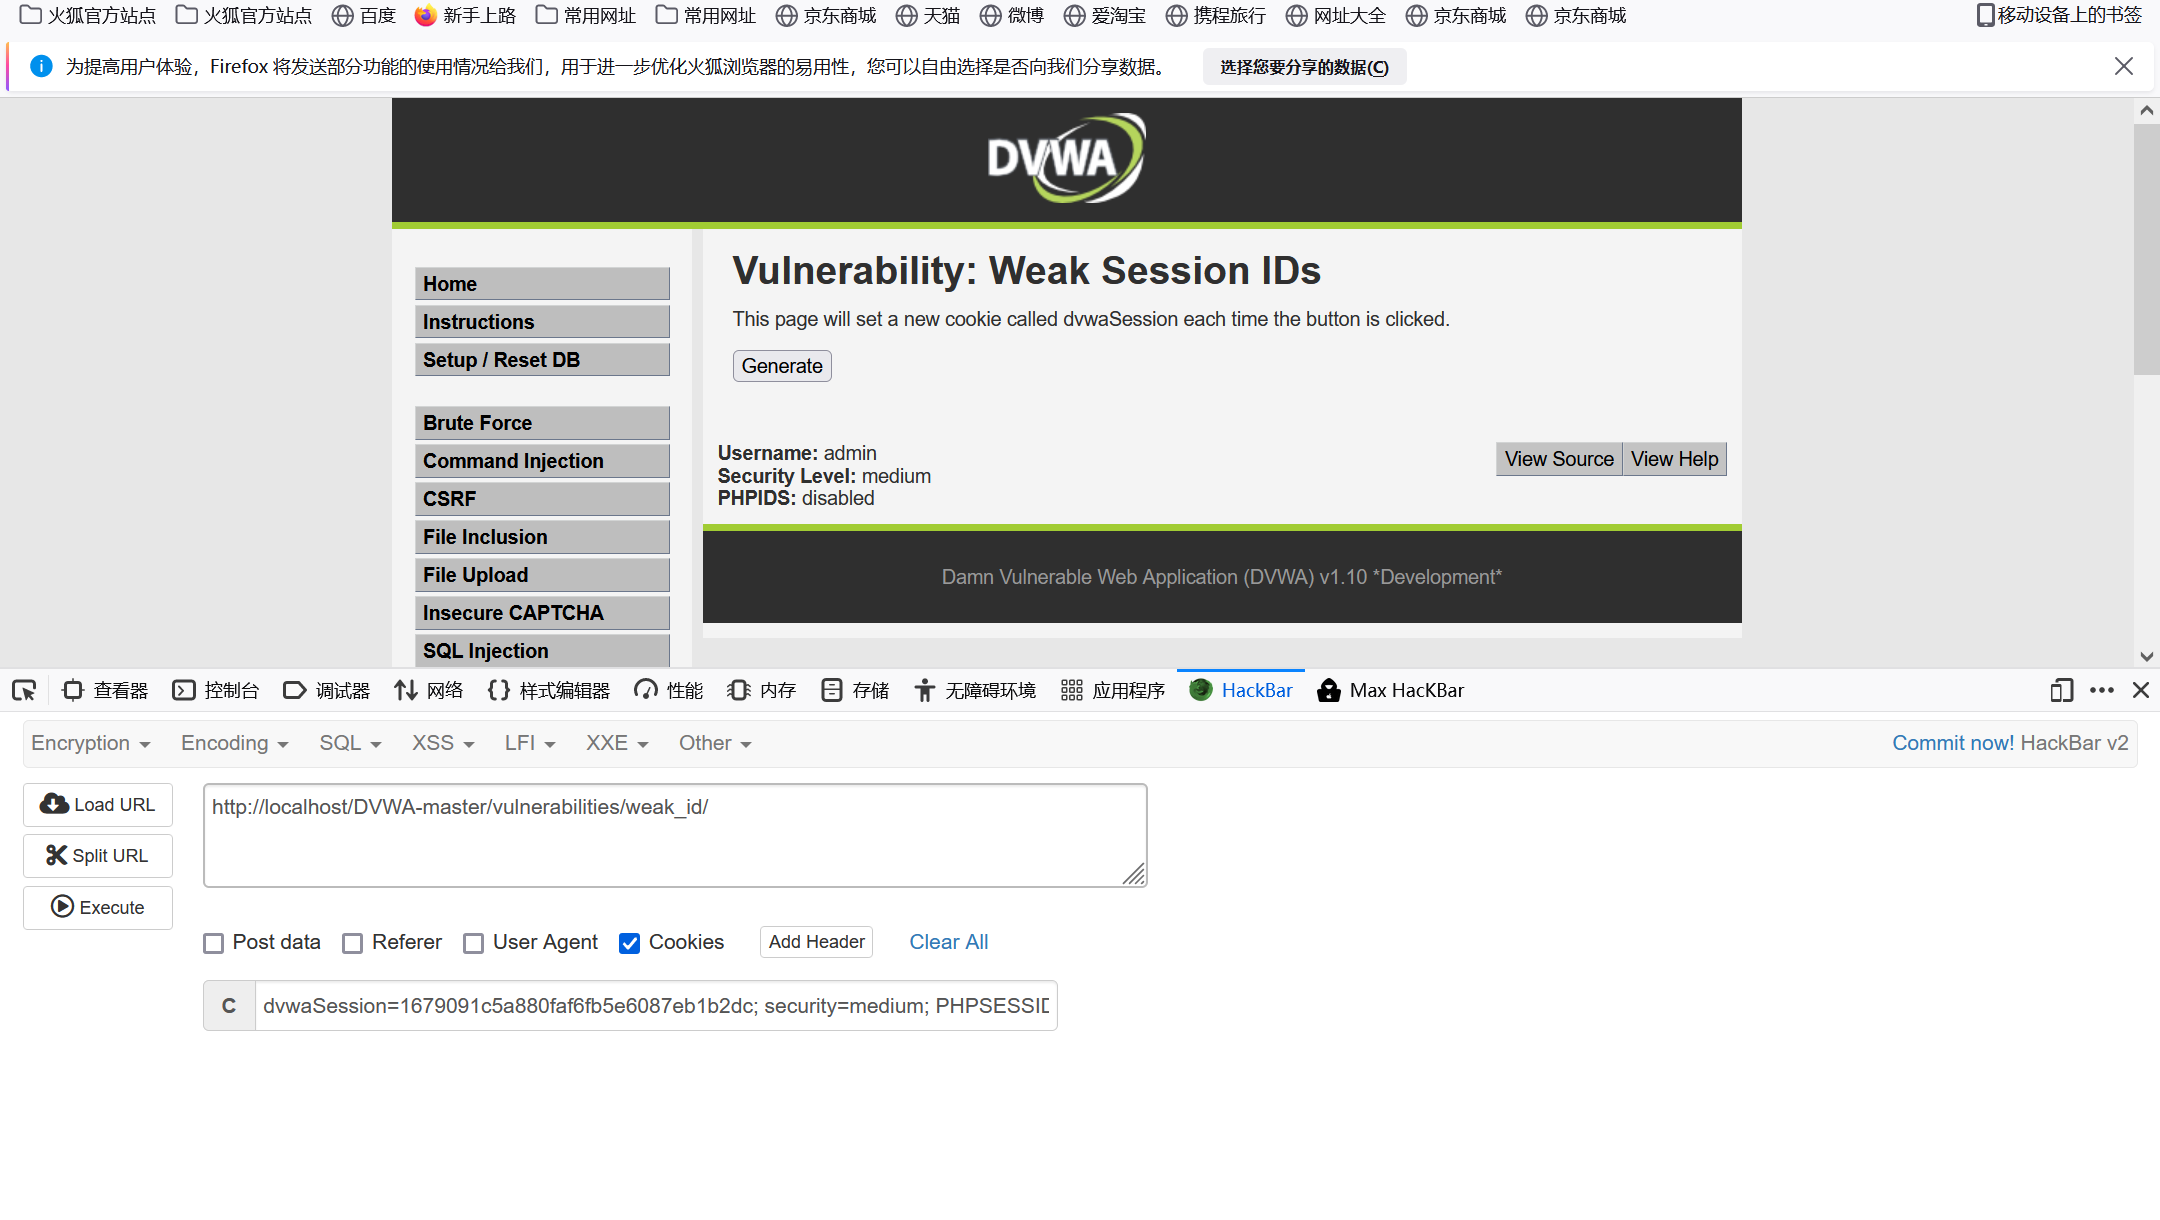 火狐官方站点 火狐官方站点 百度 新手上路 常用网址 常用网址 京东商城 天猫 微博 爱淘宝 携程旅行 网址大全 京东商城 京东商城 移动设备上的书签
为提高用户体验，Firefox 将发送部分功能的使用情况给我们，用于进一步优化火狐浏览器的易用性，您可以自由选择是否向我们分享数据。 选择您要分享的数据(C)
DVWA
Home
Instructions
Setup / Reset DB
Brute Force
Command Injection
CSRF
File Inclusion
File Upload
Insecure CAPTCHA
SQL Injection
Vulnerability: Weak Session IDs
This page will set a new cookie called dvwaSession each time the button is clicked.
Generate
Username: admin
Security Level: medium
PHPIDS: disabled
View Source View Help
Damn Vulnerable Web Application (DVWA) v1.10 *Development*
查看器 控制台 调试器 网络 样式编辑器 性能 内存 存储 无障碍环境 应用程序 HackBar Max HacKBar
Encryption Encoding SQL XSS LFI XXE Other Commit now! HackBar v2
Load URL
Split URL
Execute
http://localhost/DVWA-master/vulnerabilities/weak_id/
Post data Referer User Agent Cookies Add Header Clear All
C dvwaSession=1679091c5a880faf6fb5e6087eb1b2dc; security=medium; PHPSESSID